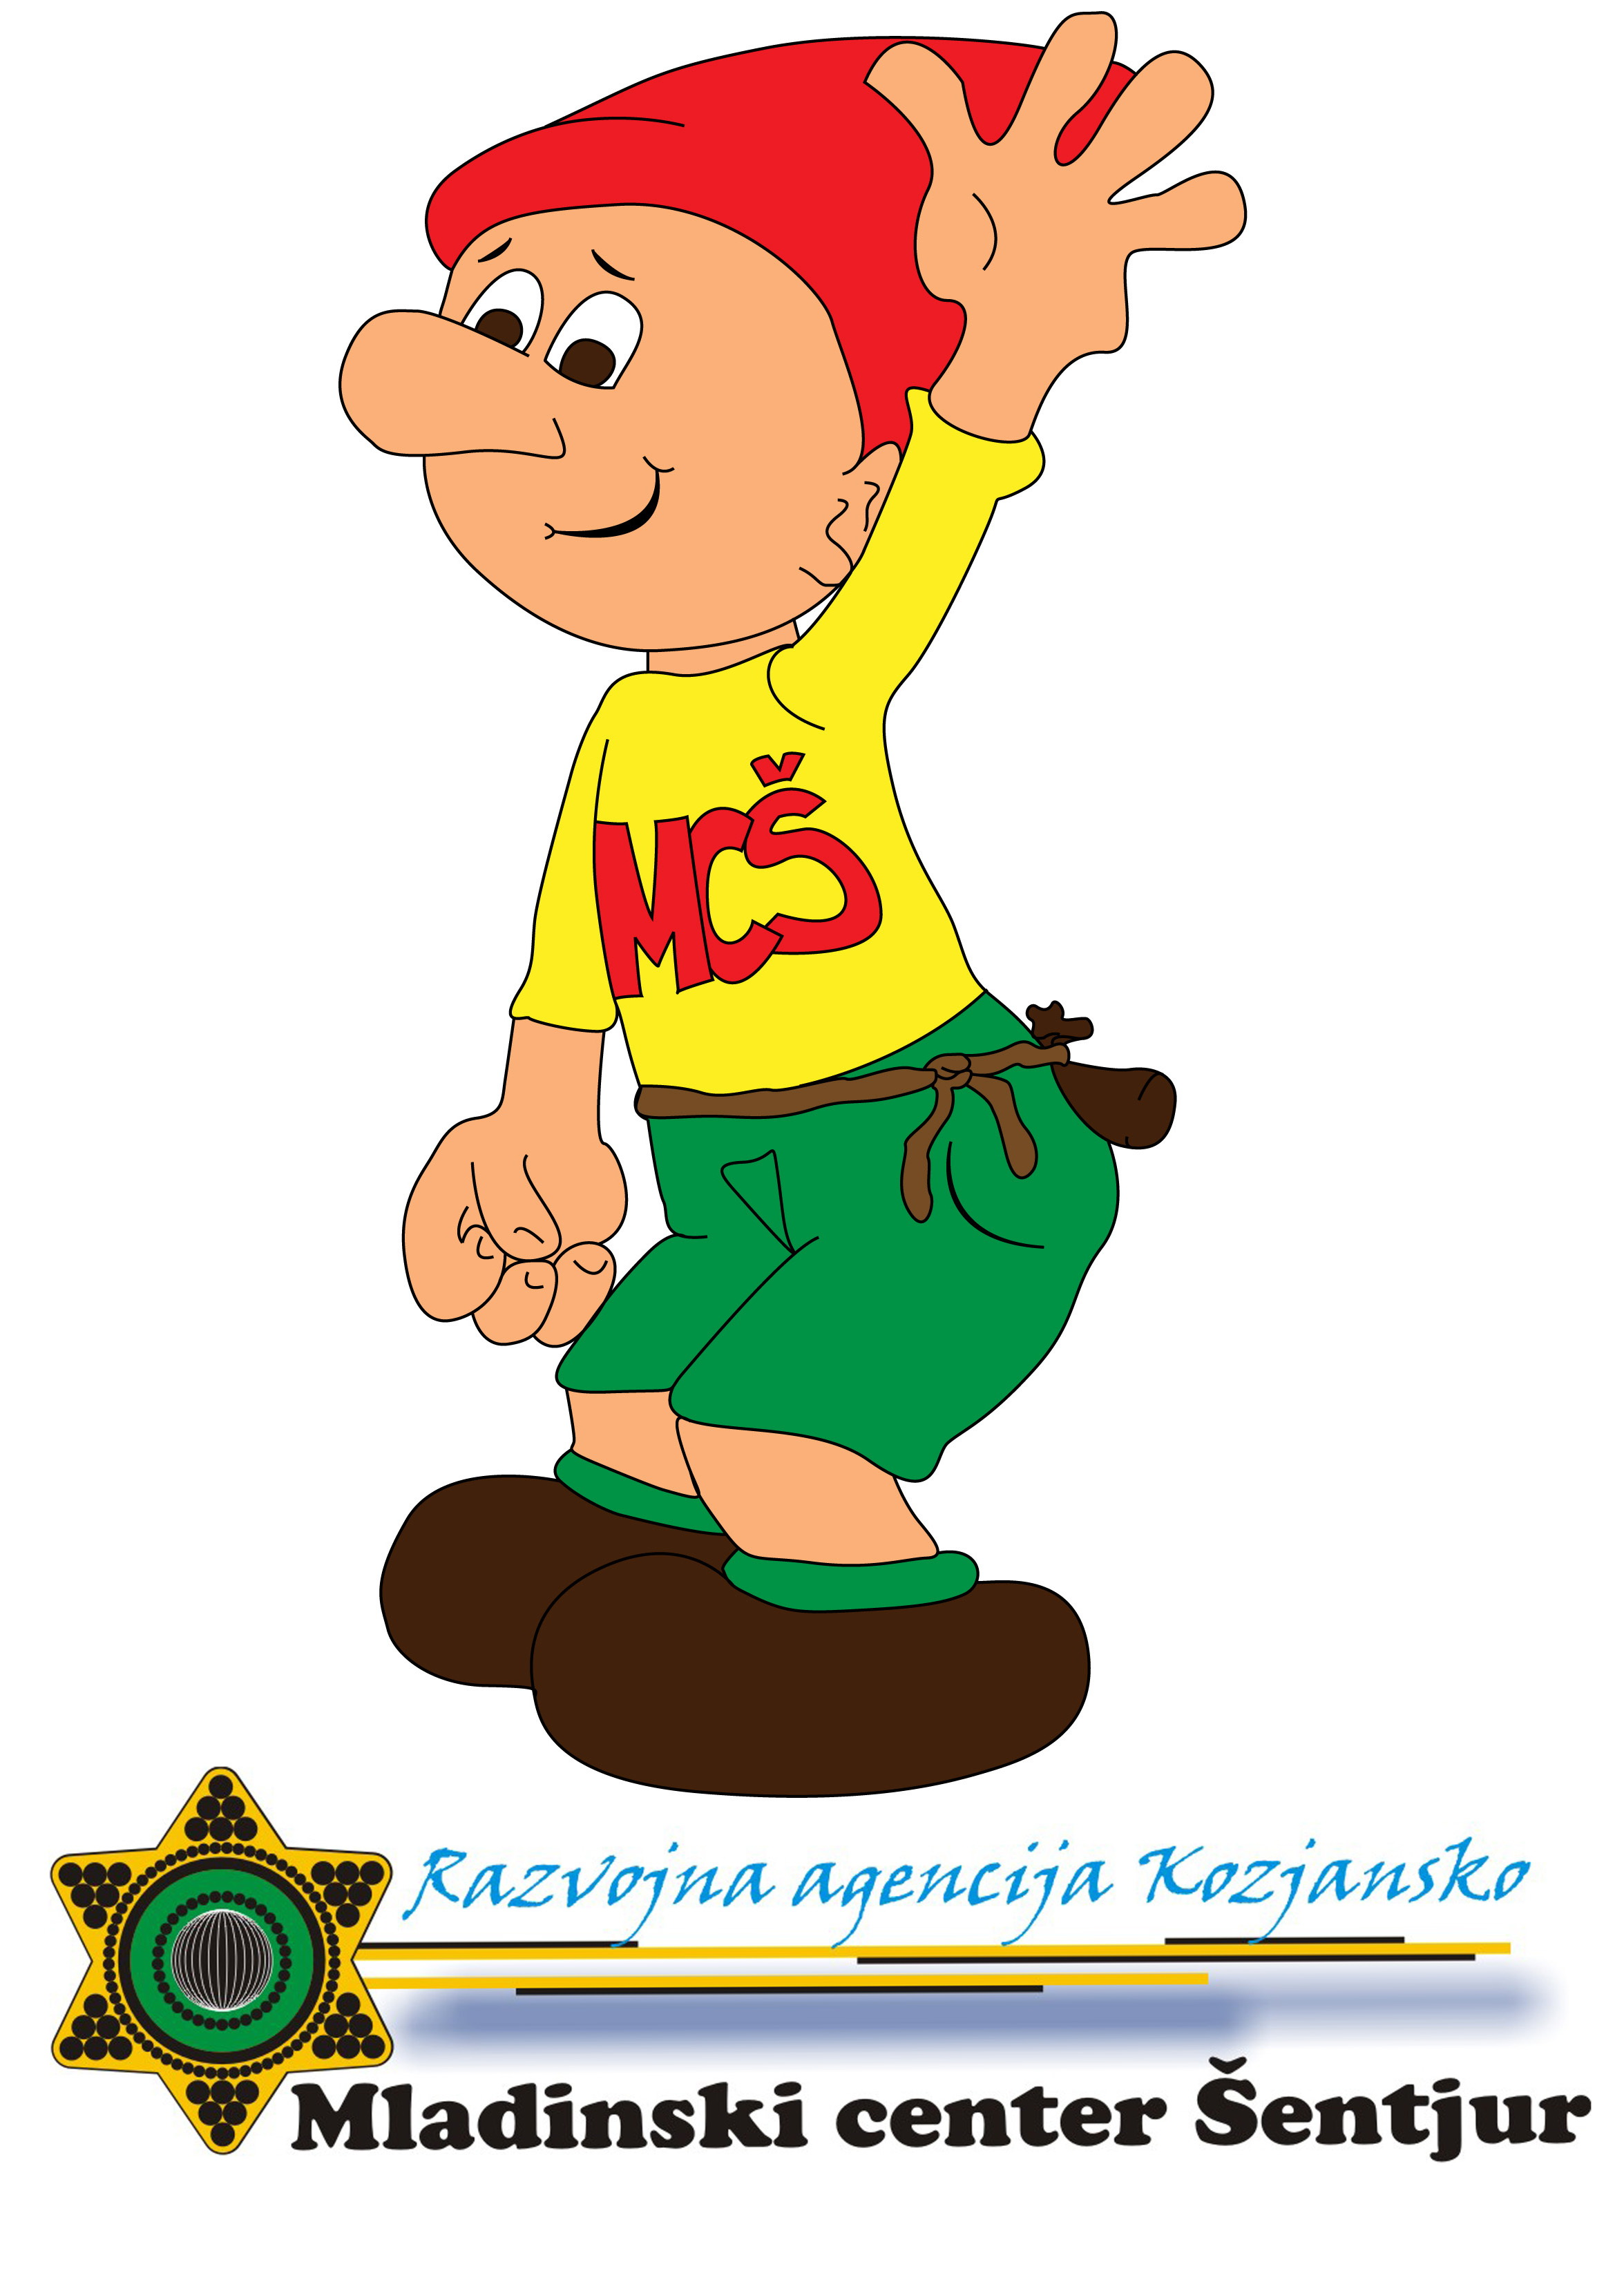 MCŠ
Razvojna agencija Kozjansko
Mladinski center Šentjur